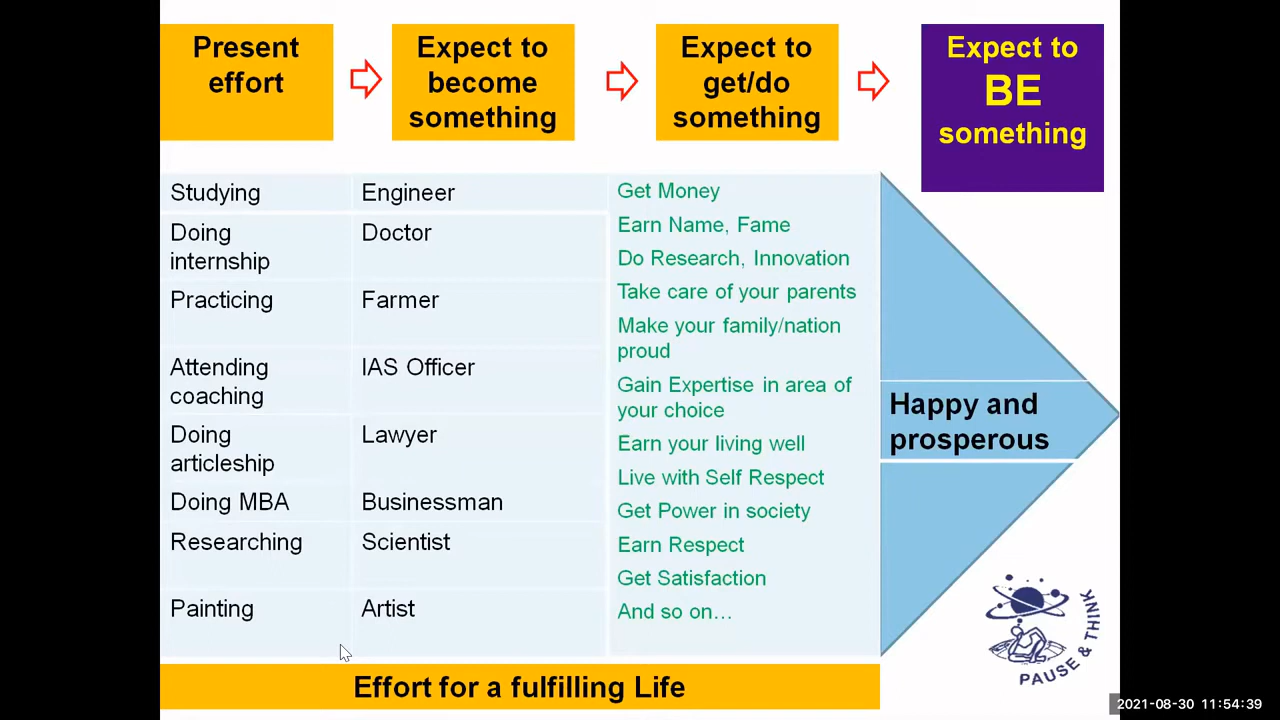 Present
effort
Expect to
become
something
Expect to
get/do
something
Expect to
BE
something
Studying
Engineer
Doing
internship
Doctor
Practicing
Farmer
Attending
coaching
IAS Officer
Doing
articleship
Lawyer
Doing MBA
Businessman
Researching
Scientist
Painting
Artist
Get Money
Earn Name, Fame
Do Research, Innovation
Take care of your parents
Make your family/nation
proud
Gain Expertise in area of
your choice
Earn your living well
Live with Self Respect
Get Power in society
Earn Respect
Get Satisfaction
And so on…
Happy and
prosperous
PAUSE & THINK
Effort for a fulfilling Life
2021-08-30 11:54:39